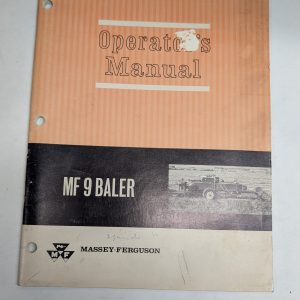 Operator's
Manual
MF 9 BALER
MF
MASSEY-FERGUSON